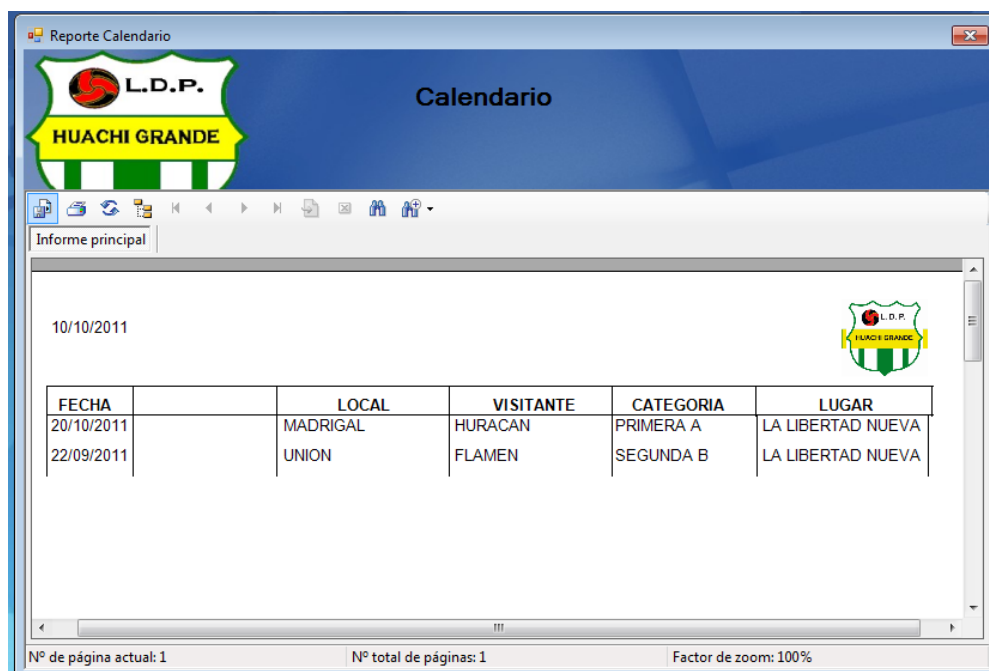 Reporte Calendario
L.D.P.
HUACHI GRANDE
Calendario
Informe principal
10/10/2011
L.D.P.
HUACHI GRANDE
FECHA LOCAL VISITANTE CATEGORIA LUGAR
20/10/2011 MADRIGAL HURACAN PRIMERA A LA LIBERTAD NUEVA
22/09/2011 UNION FLAMEN SEGUNDA B LA LIBERTAD NUEVA
Nº de página actual: 1 Nº total de páginas: 1 Factor de zoom: 100%